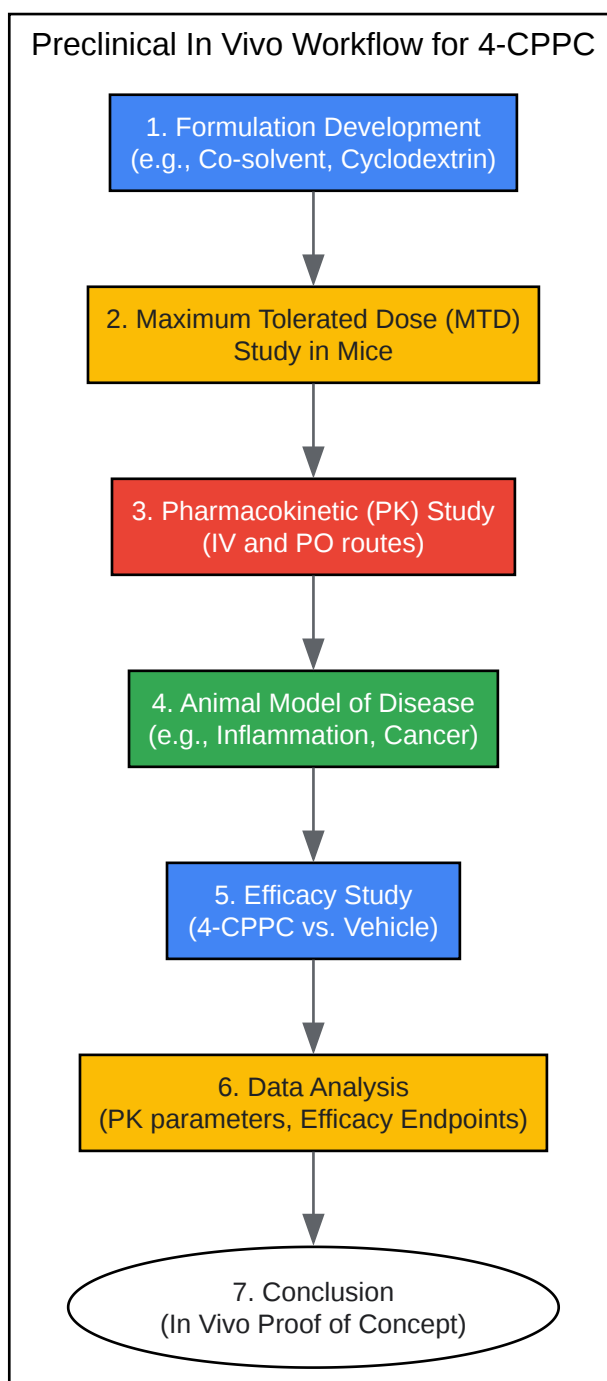 Preclinical In Vivo Workflow for 4-CPPC
1. Formulation Development
(e.g., Co-solvent, Cyclodextrin)
2. Maximum Tolerated Dose (MTD)
Study in Mice
3. Pharmacokinetic (PK) Study
(IV and PO routes)
4. Animal Model of Disease
(e.g., Inflammation, Cancer)
5. Efficacy Study
(4-CPPC vs. Vehicle)
6. Data Analysis
(PK parameters, Efficacy Endpoints)
7. Conclusion
(In Vivo Proof of Concept)